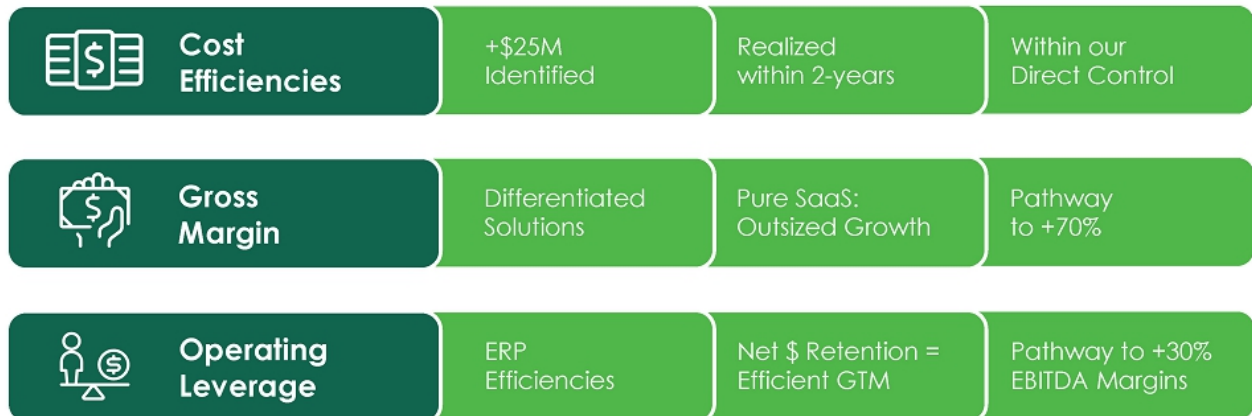 Cost
Efficiencies
+$25M
Identified
Realized
within 2-years
Within our
Direct Control
Gross
Margin
Differentiated
Solutions
Pure SaaS:
Outsized Growth
Pathway
to +70%
Operating
Leverage
ERP
Efficiencies
Net $ Retention =
Efficient GTM
Pathway to +30%
EBITDA Margins